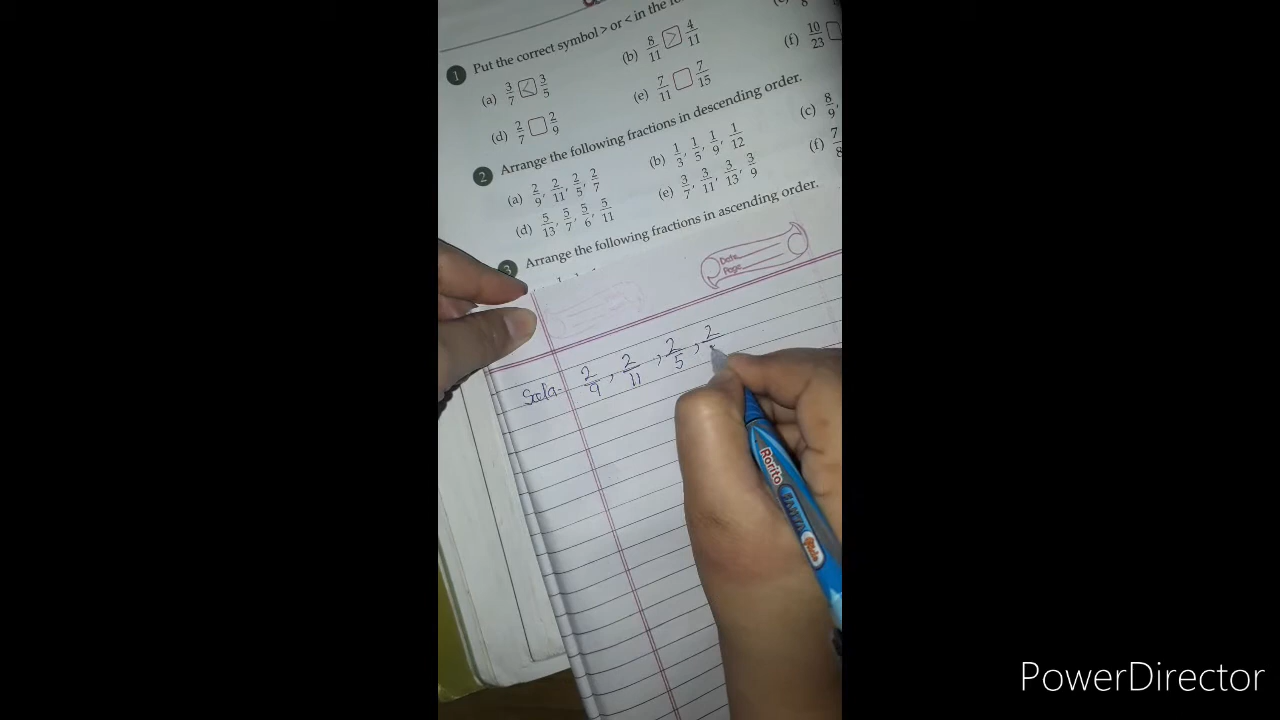 1 Put the correct symbol > or < in the
(a) 3/7 < 3/5 (b) 8/11 > 4/11
(d) 2/7 □ 2/9 (e) 7/11 □ 7/15 (f) 10/23 □
2 Arrange the following fractions in descending order.
(a) 2/9, 2/11, 2/5, 2/7 (b) 1/3, 1/5, 1/9, 1/12 (c) 8/9,
(d) 5/13, 5/7, 5/6, 5/11 (e) 3/7, 3/11, 3/13, 3/9 (f) 7/8
3 Arrange the following fractions in ascending order.
Date
Page
Soln- 2/9, 2/11, 2/5, 2/
Rorito
PowerDirector